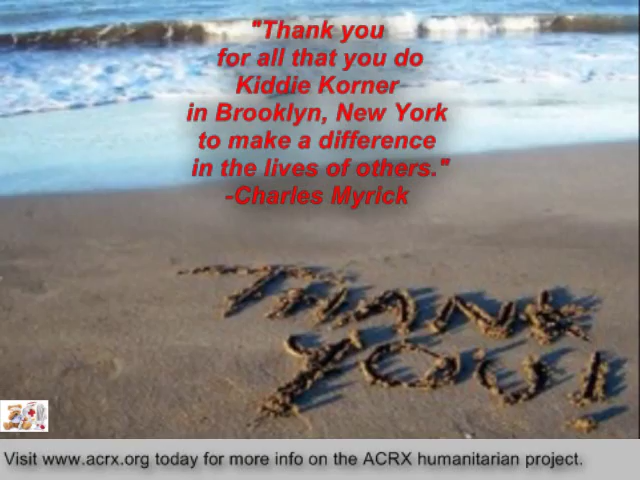 "Thank you
for all that you do
Kiddie Korner
in Brooklyn, New York
to make a difference
in the lives of others."
-Charles Myrick
THANK
YOU!
Visit www.acrx.org today for more info on the ACRX humanitarian project.